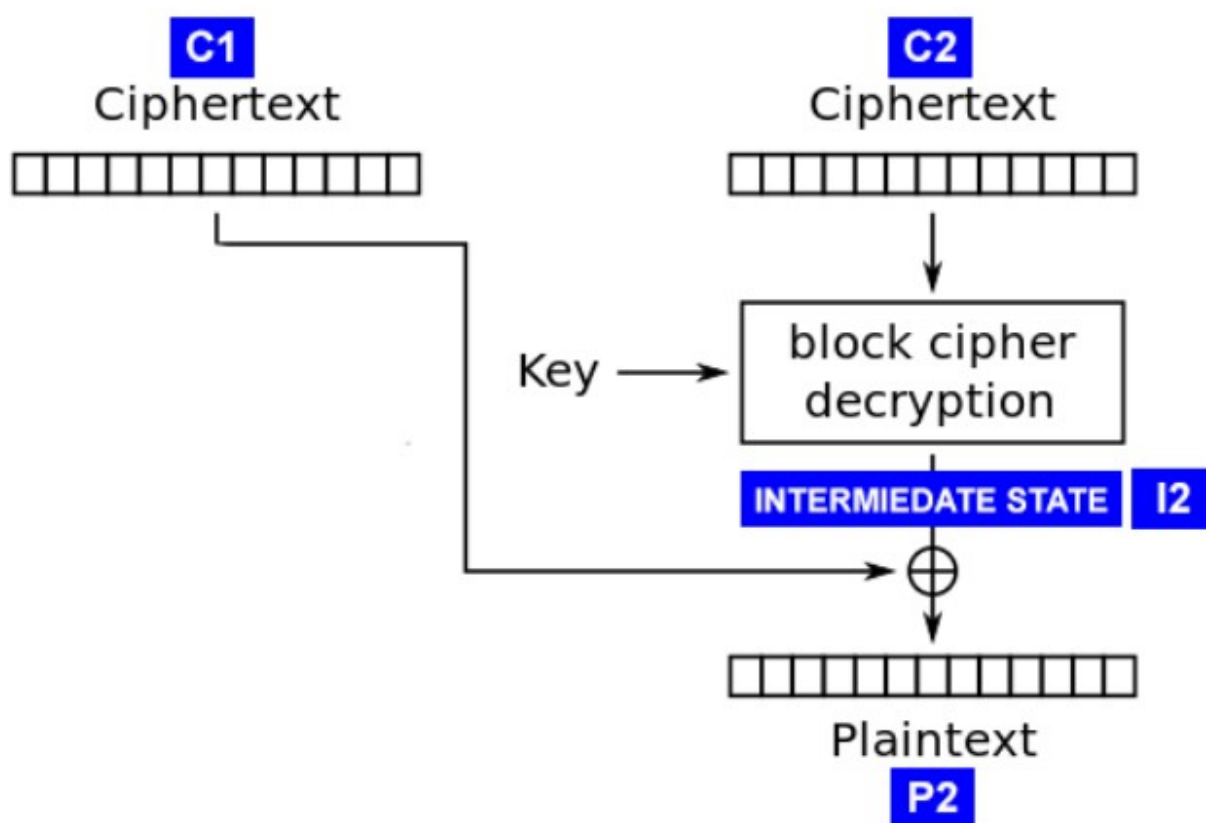 C1
Ciphertext
C2
Ciphertext
Key
block cipher
decryption
INTERMIEDATE STATE
I2
Plaintext
P2